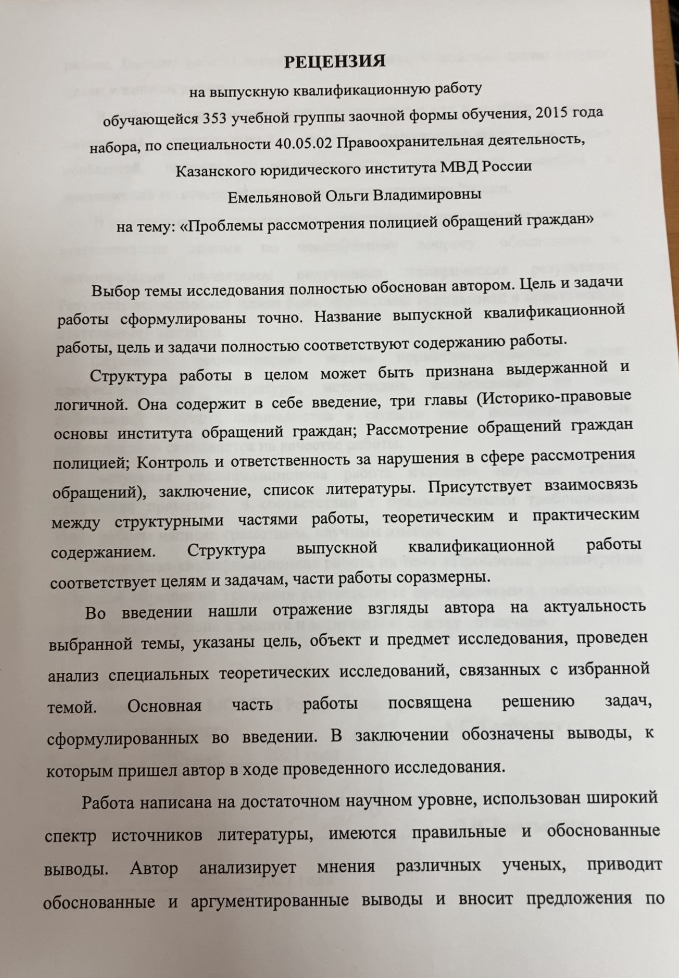 РЕЦЕНЗИЯ
на выпускную квалификационную работу
обучающейся 353 учебной группы заочной формы обучения, 2015 года
набора, по специальности 40.05.02 Правоохранительная деятельность,
Казанского юридического института МВД России
Емельяновой Ольги Владимировны
на тему: «Проблемы рассмотрения полицией обращений граждан»
Выбор темы исследования полностью обоснован автором. Цель и задачи
работы сформулированы точно. Название выпускной квалификационной
работы, цель и задачи полностью соответствуют содержанию работы.
Структура работы в целом может быть признана выдержанной и
логичной. Она содержит в себе введение, три главы (Историко-правовые
основы института обращений граждан; Рассмотрение обращений граждан
полицией; Контроль и ответственность за нарушения в сфере рассмотрения
обращений), заключение, список литературы. Присутствует взаимосвязь
между структурными частями работы, теоретическим и практическим
содержанием. Структура выпускной квалификационной работы
соответствует целям и задачам, части работы соразмерны.
Во введении нашли отражение взгляды автора на актуальность
выбранной темы, указаны цель, объект и предмет исследования, проведен
анализ специальных теоретических исследований, связанных с избранной
темой. Основная часть работы посвящена решению задач,
сформулированных во введении. В заключении обозначены выводы, к
которым пришел автор в ходе проведенного исследования.
Работа написана на достаточном научном уровне, использован широкий
спектр источников литературы, имеются правильные и обоснованные
выводы. Автор анализирует мнения различных ученых, приводит
обоснованные и аргументированные выводы и вносит предложения по